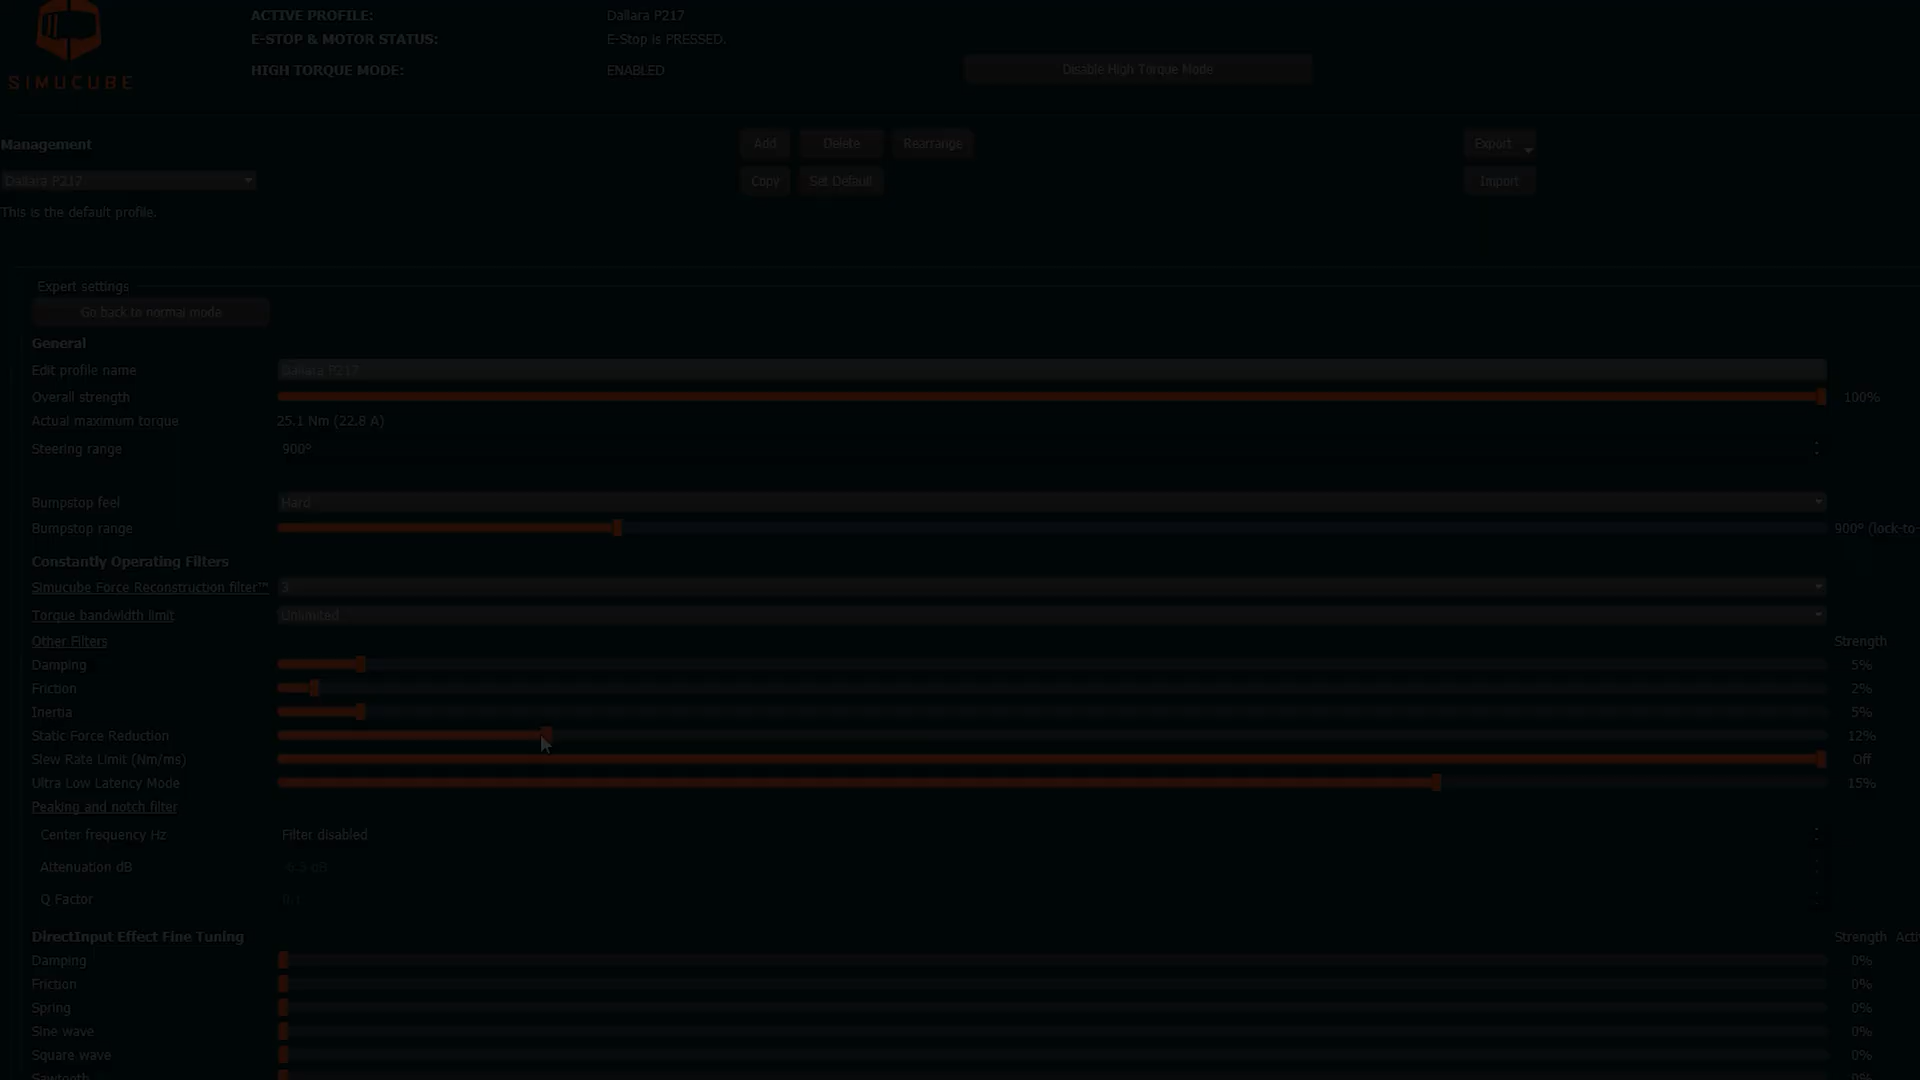 SIMUCUBE
ACTIVE PROFILE: Dallara P217
E-STOP & MOTOR STATUS: E-Stop is PRESSED.
HIGH TORQUE MODE: ENABLED Disable High Torque Mode
Management Add Delete Rearrange Export
Dallara P217 Copy Set Default Import
This is the default profile.
Expert settings
Go back to normal mode
General
Edit profile name Dallara P217
Overall strength 100%
Actual maximum torque 25.1 Nm (22.8 A)
Steering range 900°
Bumpstop feel Hard
Bumpstop range 900° (lock-to-
Constantly Operating Filters
Simucube Force Reconstruction filter™ 3
Torque bandwidth limit Unlimited
Other Filters Strength
Damping 5%
Friction 2%
Inertia 5%
Static Force Reduction 12%
Slew Rate Limit (Nm/ms) Off
Ultra Low Latency Mode 15%
Peaking and notch filter
Center frequency Hz Filter disabled
Attenuation dB
Q Factor 0.1
DirectInput Effect Fine Tuning Strength Acti
Damping 0%
Friction 0%
Spring 0%
Sine wave 0%
Square wave 0%
Sawtooth 0%